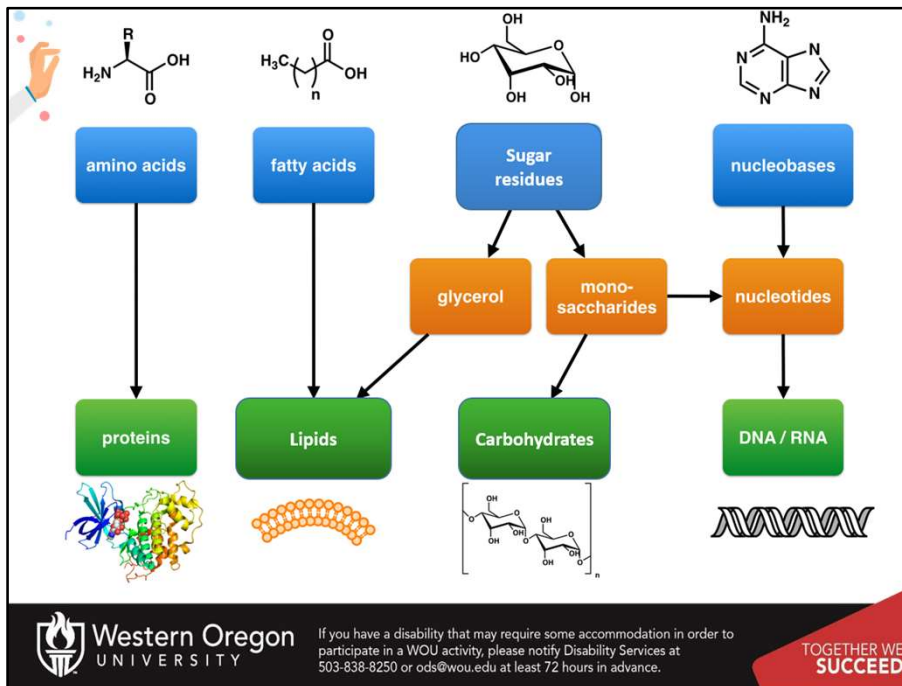 R
H₂N
OH
O
H₃C
O
OH
n
HO
HO
O
OH
OH
OH
NH₂
N
N
N
N
H
amino acids
fatty acids
Sugar
residues
nucleobases
glycerol
mono-
saccharides
nucleotides
proteins
Lipids
Carbohydrates
DNA / RNA
n
Western Oregon
UNIVERSITY
If you have a disability that may require some accommodation in order to
participate in a WOU activity, please notify Disability Services at
503-838-8250 or ods@wou.edu at least 72 hours in advance.
TOGETHER WE
SUCCEED